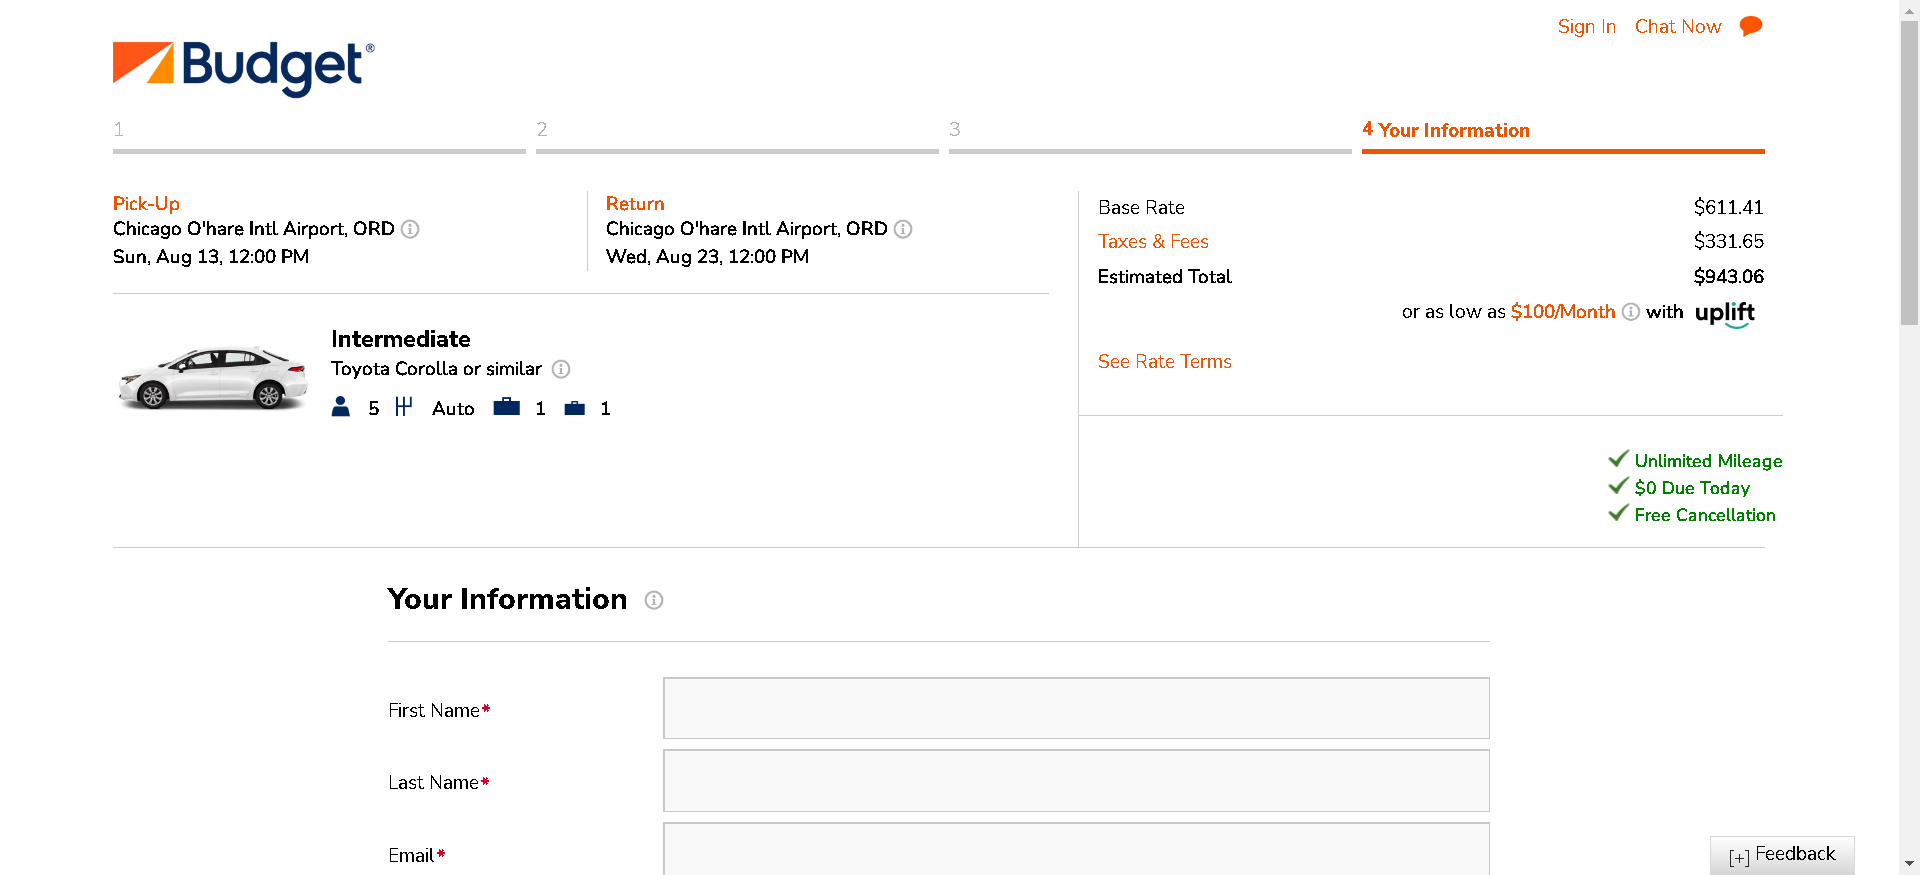 Sign In Chat Now
Budget®
1 2 3 4 Your Information
Pick-Up
Chicago O'hare Intl Airport, ORD
Sun, Aug 13, 12:00 PM
Return
Chicago O'hare Intl Airport, ORD
Wed, Aug 23, 12:00 PM
Base Rate $611.41
Taxes & Fees $331.65
Estimated Total $943.06
or as low as $100/Month with uplift
See Rate Terms
Intermediate
Toyota Corolla or similar
5 Auto 1 1
Unlimited Mileage
$0 Due Today
Free Cancellation
Your Information
First Name*
Last Name*
Email*
[+] Feedback